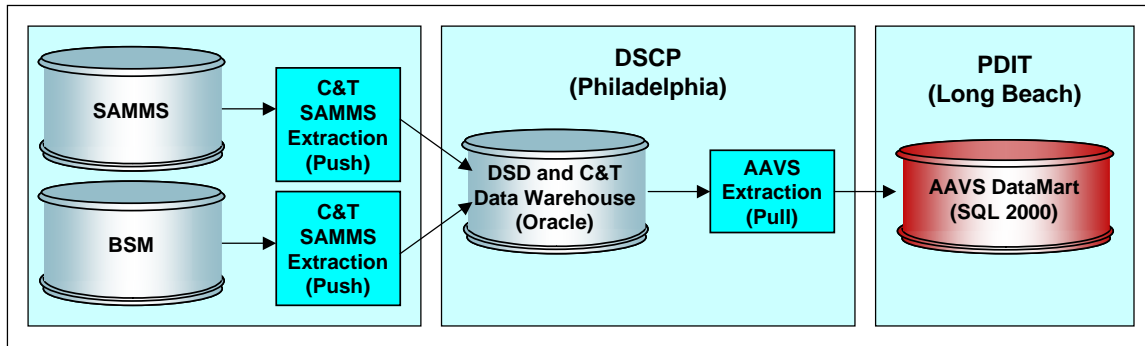 SAMMS
C&T
SAMMS
Extraction
(Push)
BSM
C&T
SAMMS
Extraction
(Push)
DSCP
(Philadelphia)
DSD and C&T
Data Warehouse
(Oracle)
AAVS
Extraction
(Pull)
PDIT
(Long Beach)
AAVS DataMart
(SQL 2000)